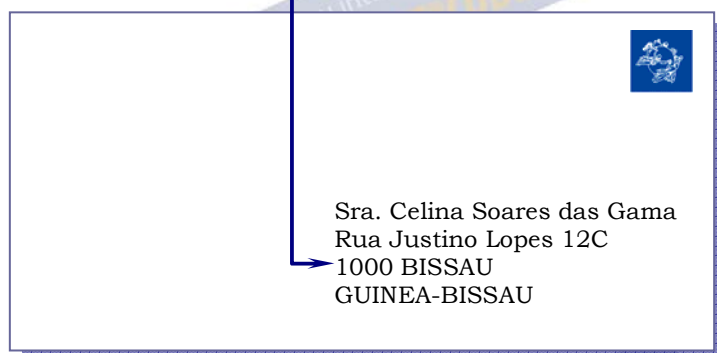 Sra. Celina Soares das Gama
Rua Justino Lopes 12C
1000 BISSAU
GUINEA-BISSAU